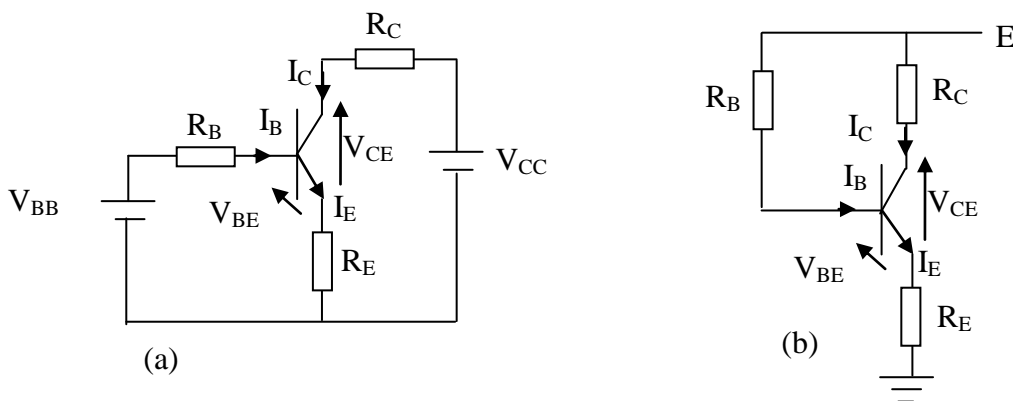 R_C
I_C
R_B
I_B
V_CE
V_CC
V_BB
V_BE
I_E
R_E
(a)
E
R_B
R_C
I_C
I_B
V_CE
V_BE
I_E
R_E
(b)